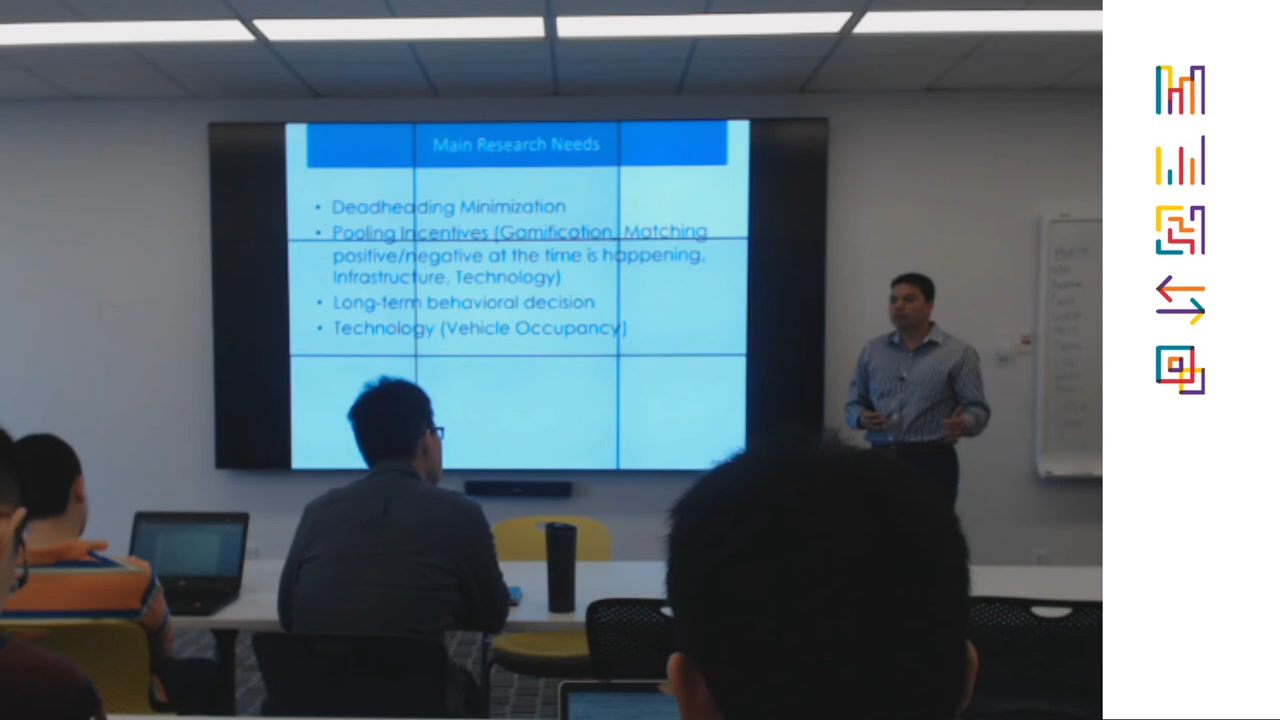 Main Research Needs
• Deadheading Minimization
• Pooling Incentives (Gamification, Matching
positive/negative at the time is happening,
Infrastructure, Technology)
• Long-term behavioral decision
• Technology (Vehicle Occupancy)